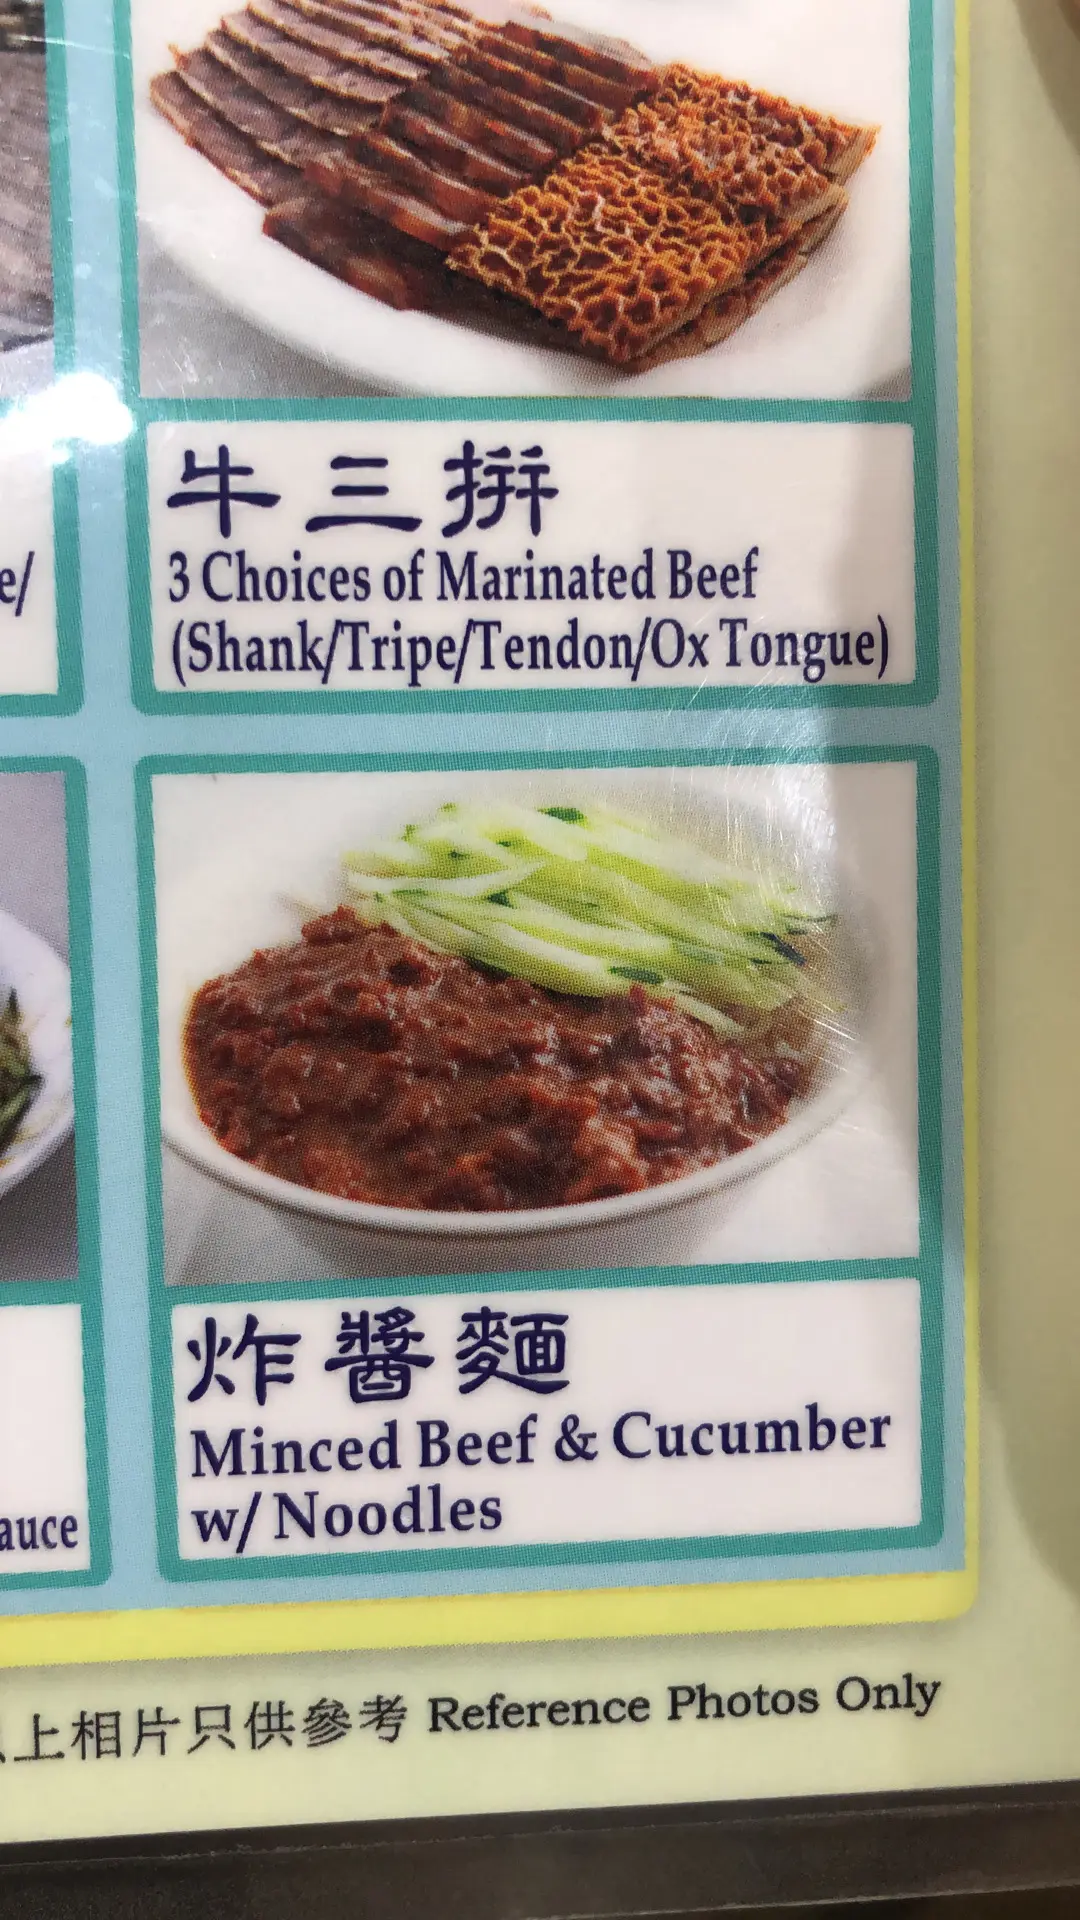 牛三拼
3 Choices of Marinated Beef
(Shank/Tripe/Tendon/Ox Tongue)
e/
炸醬麵
Minced Beef & Cucumber
w/ Noodles
auce
上相片只供參考 Reference Photos Only